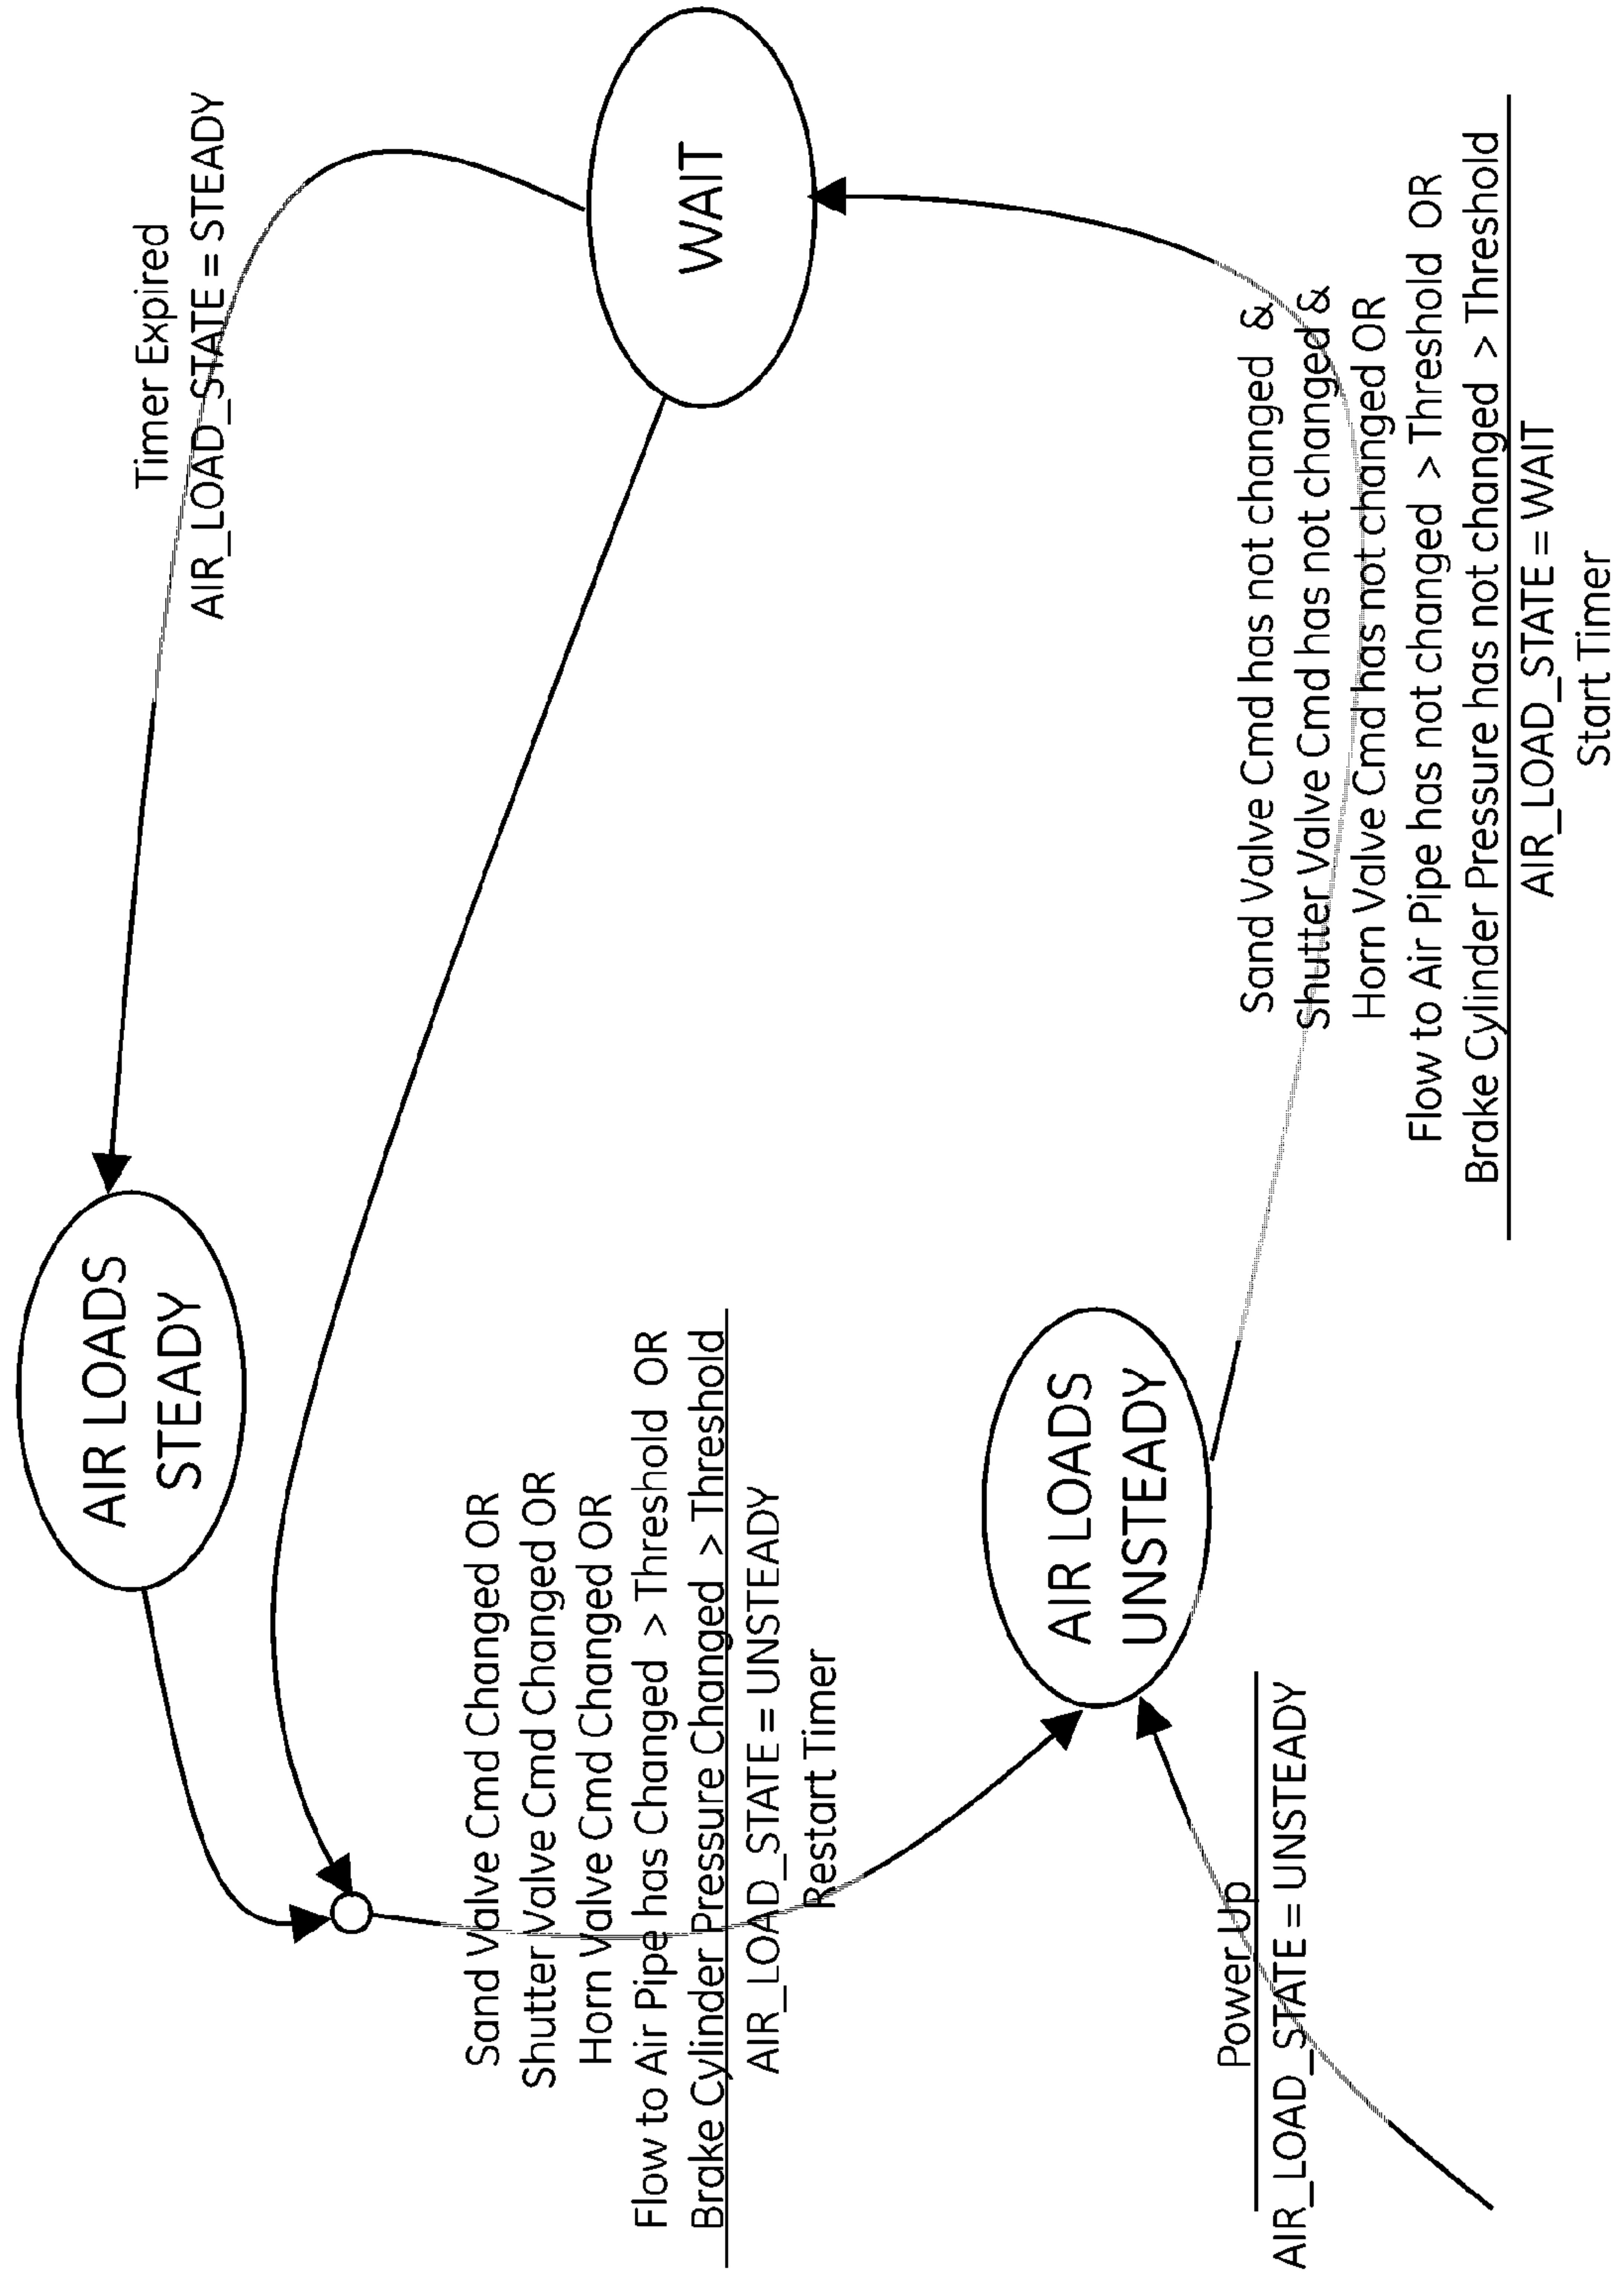 AIR LOADS
STEADY
Timer Expired
AIR_LOAD_STATE = STEADY
WAIT
Sand Valve Cmd Changed OR
Shutter Valve Cmd Changed OR
Horn Valve Cmd Changed OR
Flow to Air Pipe has Changed > Threshold OR
Brake Cylinder Pressure Changed > Threshold
AIR_LOAD_STATE = UNSTEADY
Restart Timer
AIR LOADS
UNSTEADY
Power Up
AIR_LOAD_STATE = UNSTEADY
Sand Valve Cmd has not changed &
Shutter Valve Cmd has not changed &
Horn Valve Cmd has not changed OR
Flow to Air Pipe has not changed > Threshold OR
Brake Cylinder Pressure has not changed > Threshold
AIR_LOAD_STATE = WAIT
Start Timer